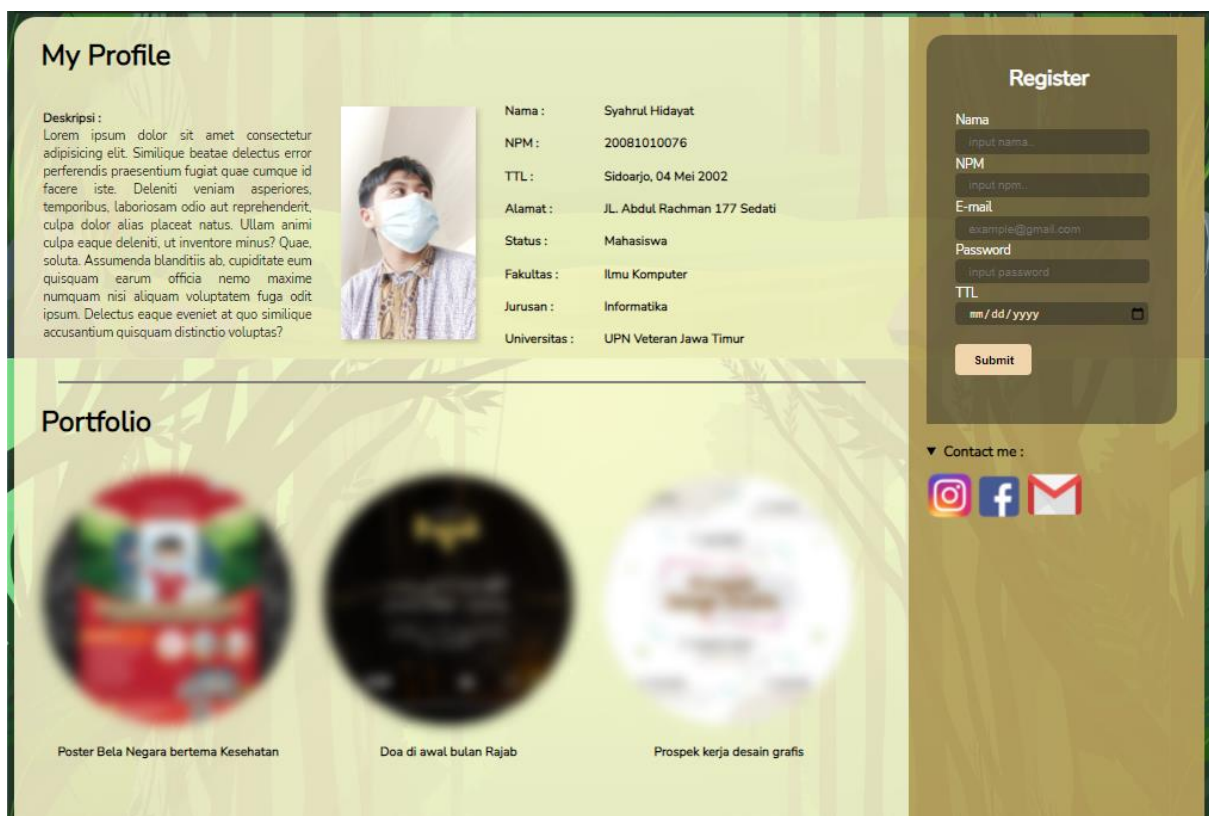 My Profile
Deskripsi :
Lorem ipsum dolor sit amet consectetur
adipisicing elit. Similique beatae delectus error
perferendis praesentium fugiat quae cumque id
facere iste. Deleniti veniam asperiores,
temporibus, laboriosam odio aut reprehenderit,
culpa dolor alias placeat natus. Ullam animi
culpa eaque deleniti, ut inventore minus? Quae,
soluta. Assumenda blanditiis ab, cupiditate eum
quisquam earum officia nemo maxime
numquam nisi aliquam voluptatem fuga odit
ipsum. Delectus eaque eveniet at quo similique
accusantium quisquam distinctio voluptas?
Nama : Syahrul Hidayat
NPM : 20081010076
TTL : Sidoarjo, 04 Mei 2002
Alamat : JL. Abdul Rachman 177 Sedati
Status : Mahasiswa
Fakultas : Ilmu Komputer
Jurusan : Informatika
Universitas : UPN Veteran Jawa Timur
Portfolio
Poster Bela Negara bertema Kesehatan
Doa di awal bulan Rajab
Prospek kerja desain grafis
Register
Nama
input nama..
NPM
input npm..
E-mail
example@gmail.com
Password
input password
TTL
mm/dd/yyyy
Submit
Contact me :